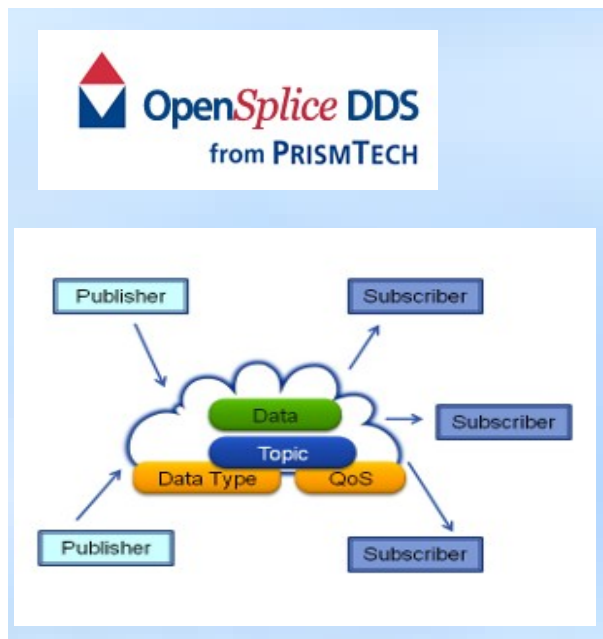 OpenSplice DDS
from PRISMTECH
Publisher
Subscriber
Data
Subscriber
Topic
Data Type
QoS
Publisher
Subscriber